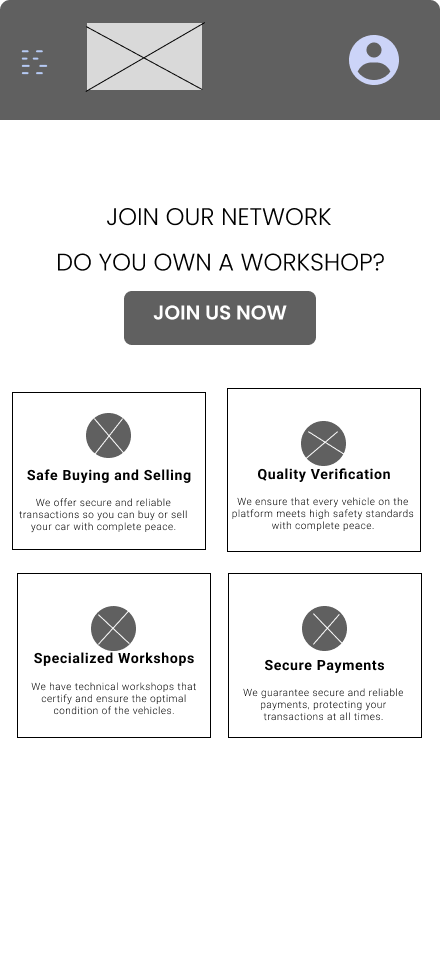 JOIN OUR NETWORK
DO YOU OWN A WORKSHOP?
JOIN US NOW
Safe Buying and Selling
We offer secure and reliable
transactions so you can buy or sell
your car with complete peace.
Quality Verification
We ensure that every vehicle on the
platform meets high safety standards
with complete peace.
Specialized Workshops
We have technical workshops that
certify and ensure the optimal
condition of the vehicles.
Secure Payments
We guarantee secure and reliable
payments, protecting your
transactions at all times.